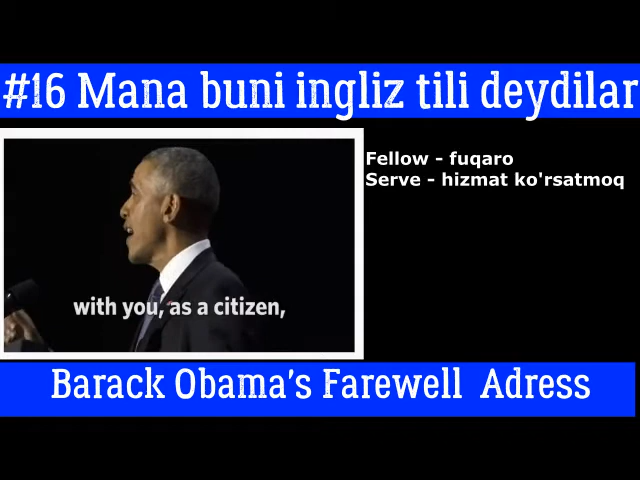 #16 Mana buni ingliz tili deydilar
Fellow - fuqaro
Serve - hizmat ko'rsatmoq
with you, as a citizen,
Barack Obama's Farewell Adress